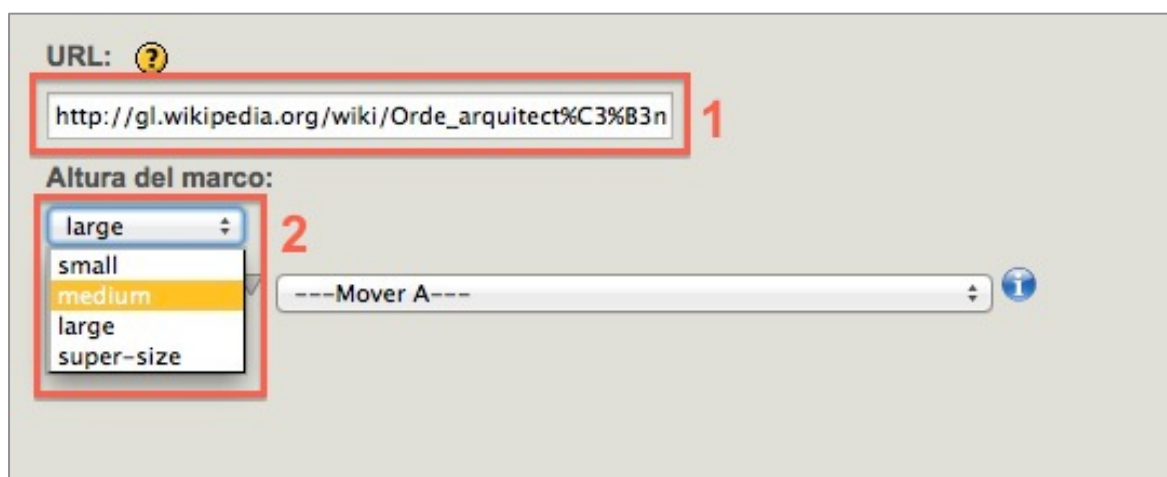 URL: ?
http://gl.wikipedia.org/wiki/Orde_arquitect%C3%B3n
1
Altura del marco:
large
2
small
medium
---Mover A---
i
large
super-size